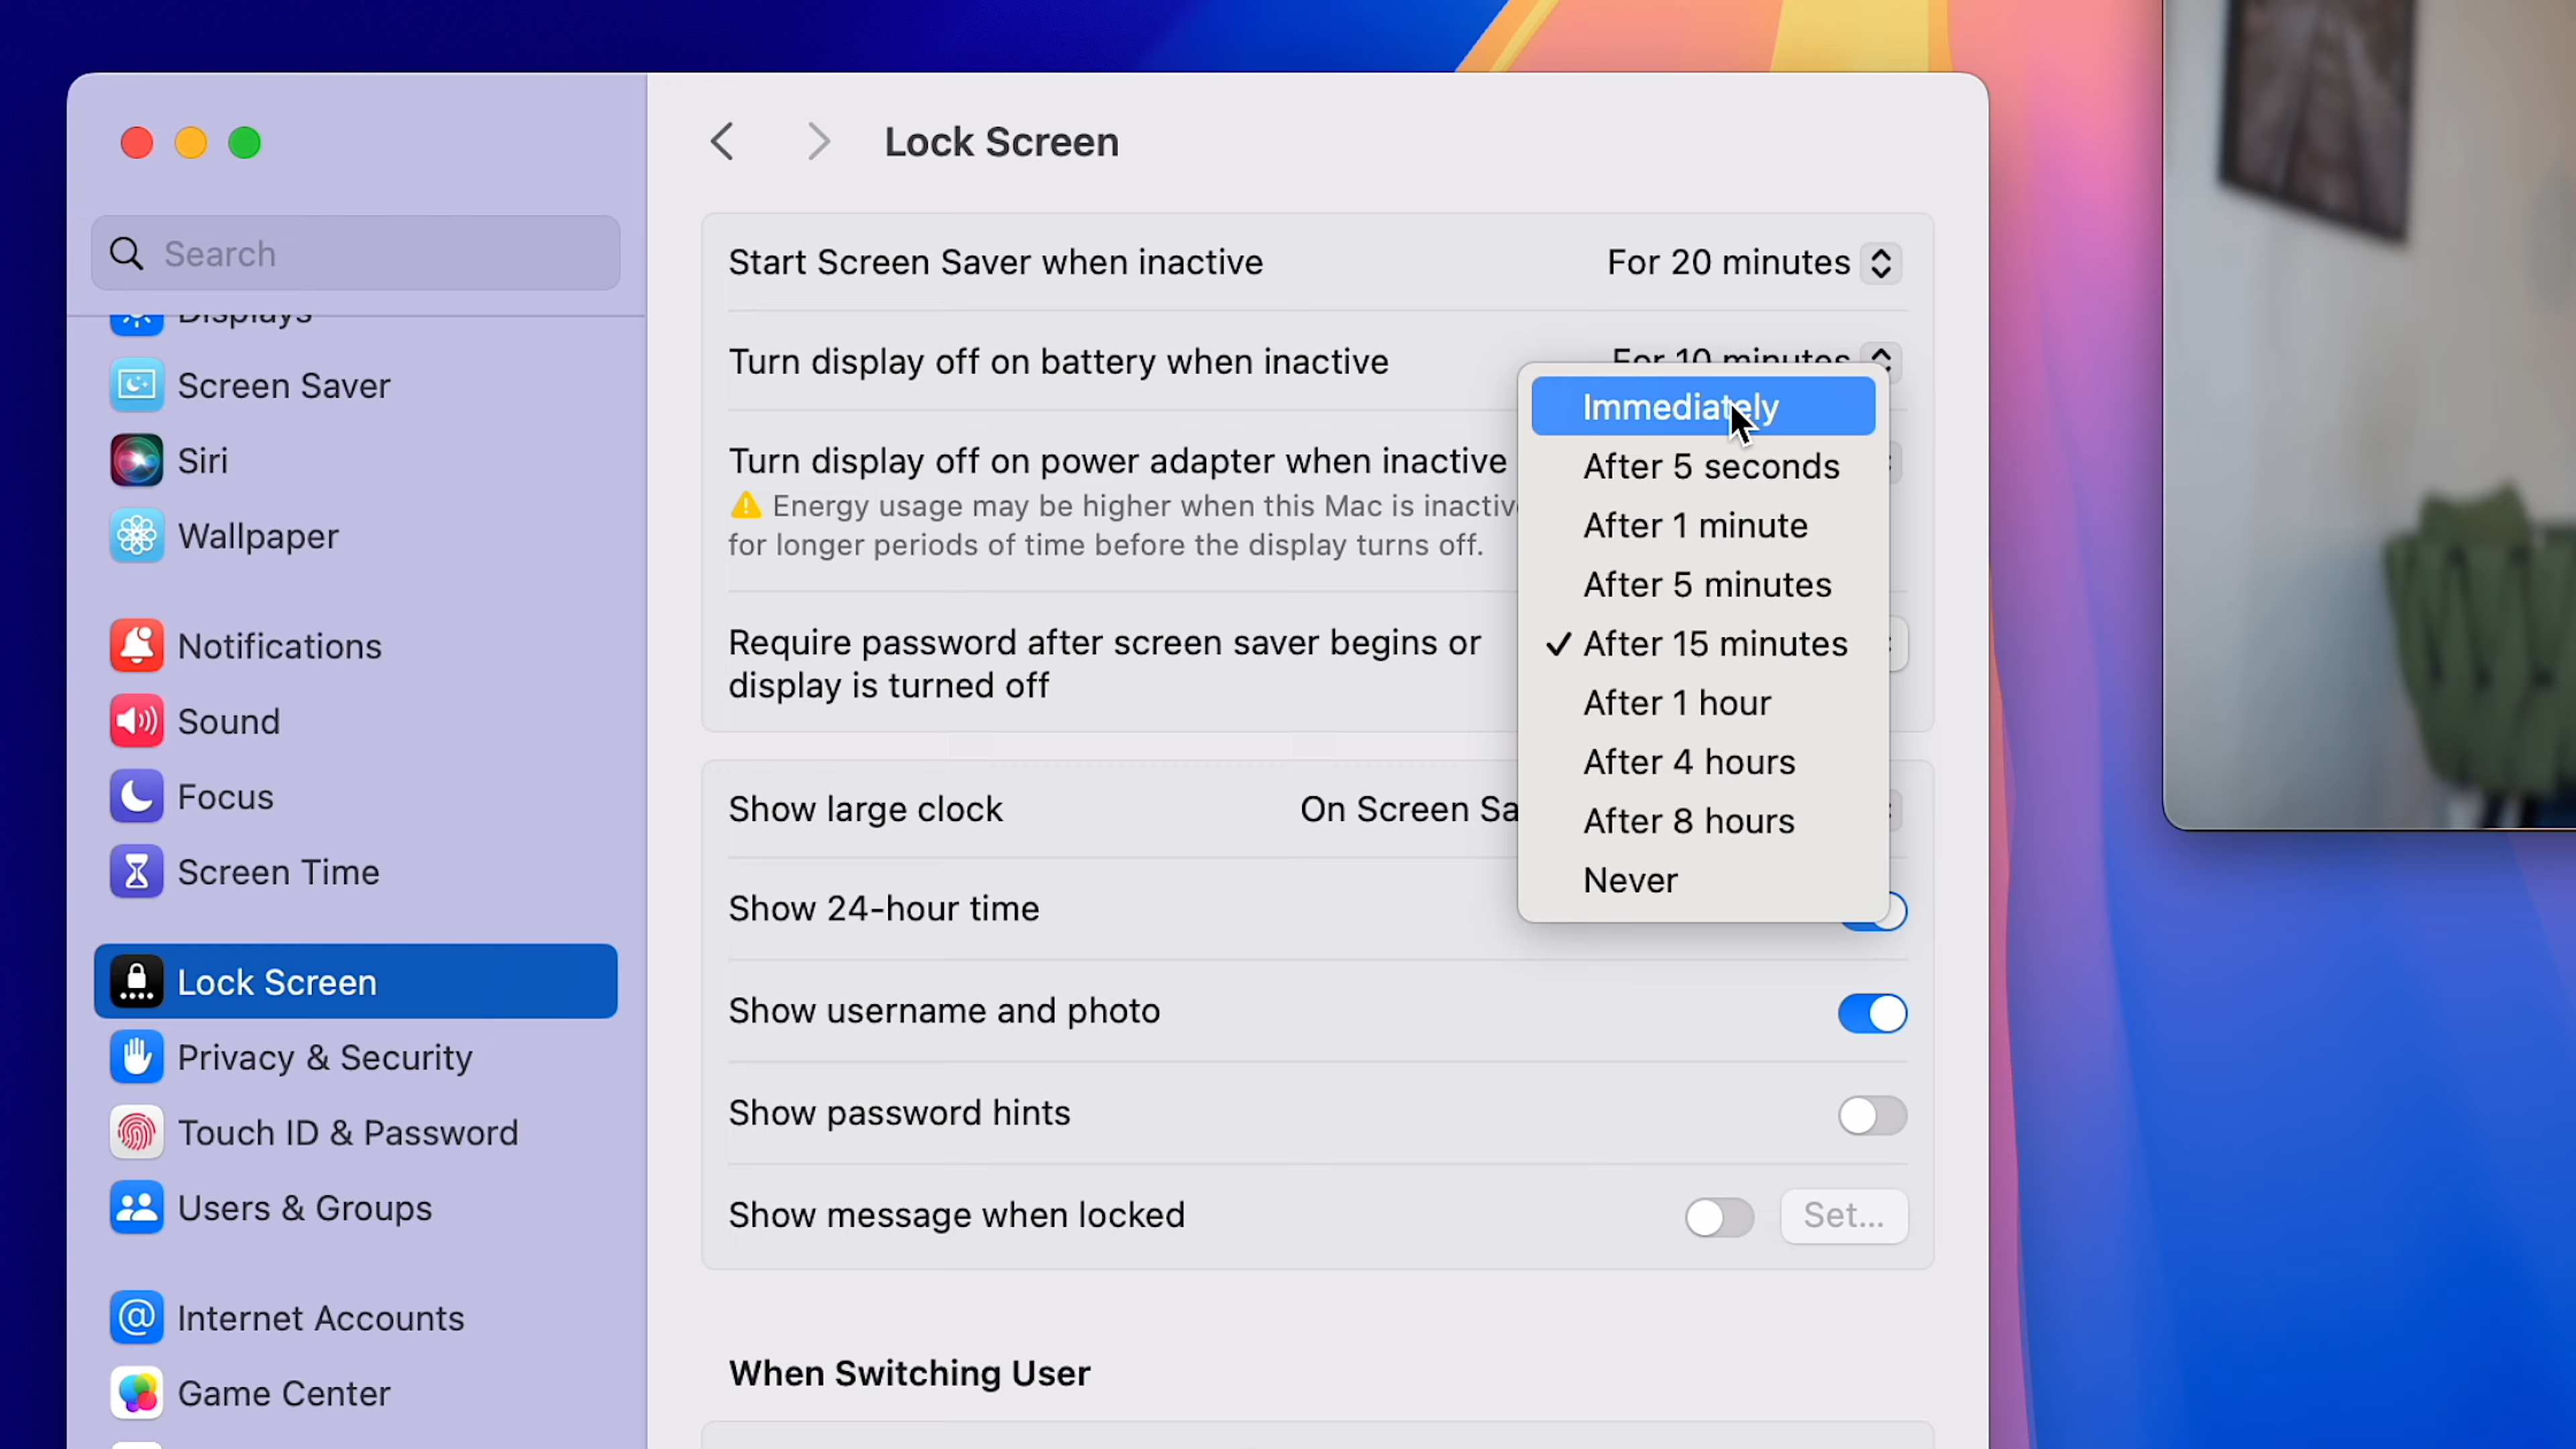 Lock Screen
Search
Displays
Screen Saver
Siri
Wallpaper
Notifications
Sound
Focus
Screen Time
Lock Screen
Privacy & Security
Touch ID & Password
Users & Groups
Internet Accounts
Game Center
Start Screen Saver when inactive For 20 minutes
Turn display off on battery when inactive For 10 minutes
Turn display off on power adapter when inactive
Energy usage may be higher when this Mac is inactive
for longer periods of time before the display turns off.
Require password after screen saver begins or
display is turned off
Immediately
After 5 seconds
After 1 minute
After 5 minutes
After 15 minutes
After 1 hour
After 4 hours
After 8 hours
Never
Show large clock On Screen Sa
Show 24-hour time
Show username and photo
Show password hints
Show message when locked Set...
When Switching User